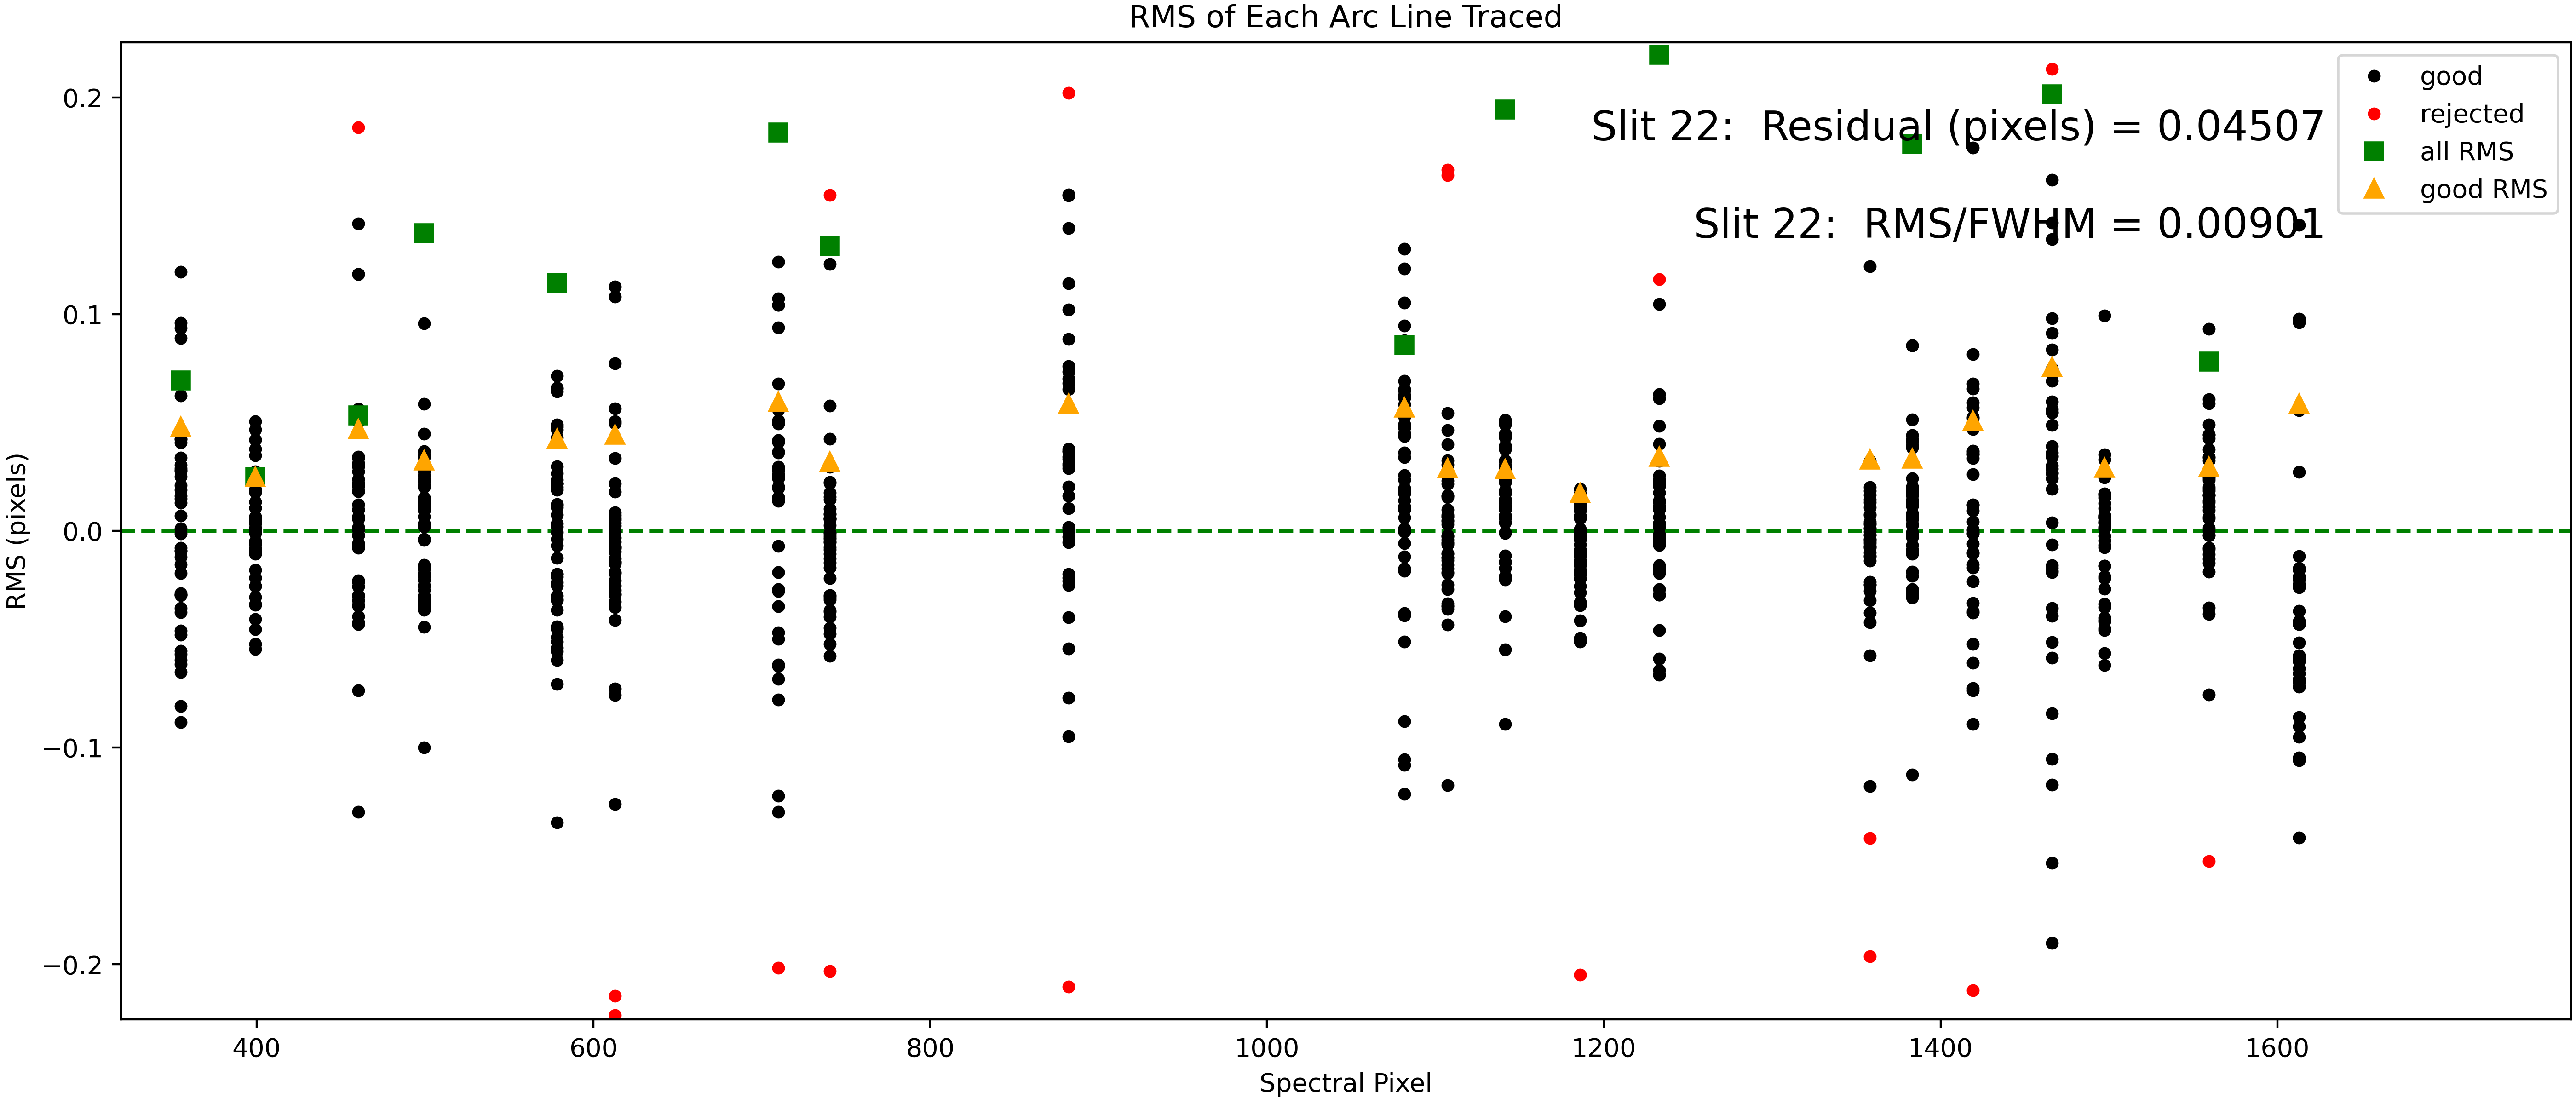 RMS of Each Arc Line Traced
RMS (pixels)
0.2
0.1
0.0
−0.1
−0.2
good
rejected
all RMS
good RMS
Slit 22:  Residual (pixels) = 0.04507
Slit 22:  RMS/FWHM = 0.00901
400
600
800
1000
1200
1400
1600
Spectral Pixel